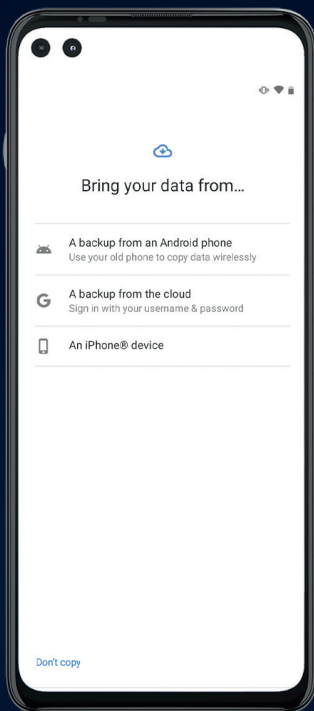 Bring your data from...
A backup from an Android phone
Use your old phone to copy data wirelessly
A backup from the cloud
Sign in with your username & password
An iPhone® device
Don't copy